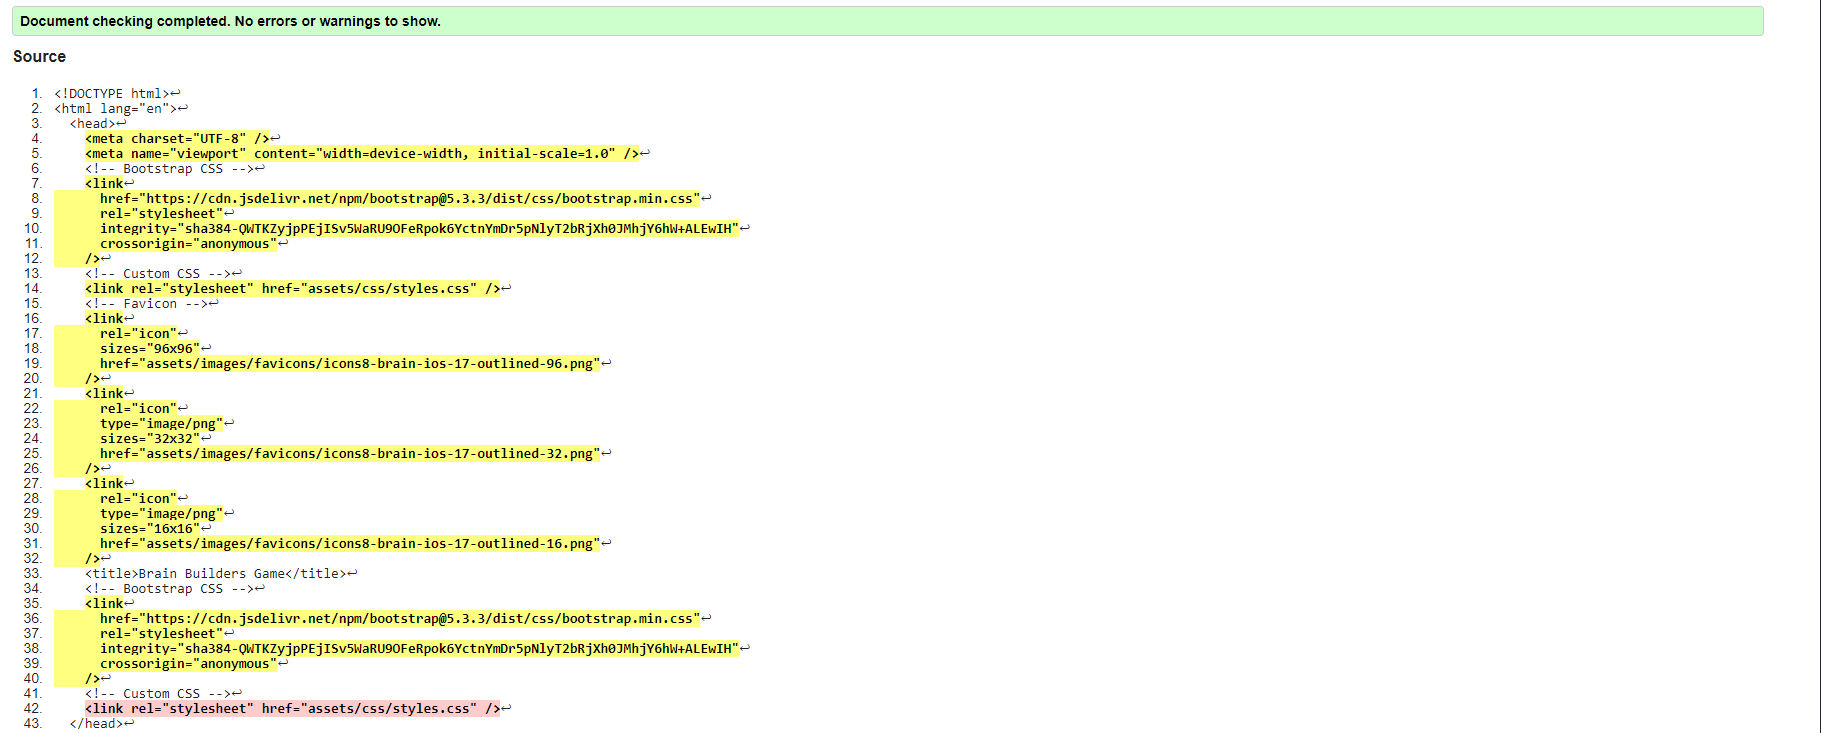 Document checking completed. No errors or warnings to show.
Source
1. <!DOCTYPE html>↩
2. <html lang="en">↩
3.   <head>↩
4.     <meta charset="UTF-8" />↩
5.     <meta name="viewport" content="width=device-width, initial-scale=1.0" />↩
6.     <!-- Bootstrap CSS -->↩
7.     <link↩
8.       href="https://cdn.jsdelivr.net/npm/bootstrap@5.3.3/dist/css/bootstrap.min.css"↩
9.       rel="stylesheet"↩
10.       integrity="sha384-QWTKZyjpPEjISv5WaRU9OFeRpok6YctnYmDr5pNlyT2bRjXh0JMhjY6hW+ALEwIH"↩
11.       crossorigin="anonymous"↩
12.     />↩
13.     <!-- Custom CSS -->↩
14.     <link rel="stylesheet" href="assets/css/styles.css" />↩
15.     <!-- Favicon -->↩
16.     <link↩
17.       rel="icon"↩
18.       sizes="96x96"↩
19.       href="assets/images/favicons/icons8-brain-ios-17-outlined-96.png"↩
20.     />↩
21.     <link↩
22.       rel="icon"↩
23.       type="image/png"↩
24.       sizes="32x32"↩
25.       href="assets/images/favicons/icons8-brain-ios-17-outlined-32.png"↩
26.     />↩
27.     <link↩
28.       rel="icon"↩
29.       type="image/png"↩
30.       sizes="16x16"↩
31.       href="assets/images/favicons/icons8-brain-ios-17-outlined-16.png"↩
32.     />↩
33.     <title>Brain Builders Game</title>↩
34.     <!-- Bootstrap CSS -->↩
35.     <link↩
36.       href="https://cdn.jsdelivr.net/npm/bootstrap@5.3.3/dist/css/bootstrap.min.css"↩
37.       rel="stylesheet"↩
38.       integrity="sha384-QWTKZyjpPEjISv5WaRU9OFeRpok6YctnYmDr5pNlyT2bRjXh0JMhjY6hW+ALEwIH"↩
39.       crossorigin="anonymous"↩
40.     />↩
41.     <!-- Custom CSS -->↩
42.     <link rel="stylesheet" href="assets/css/styles.css" />↩
43.   </head>↩